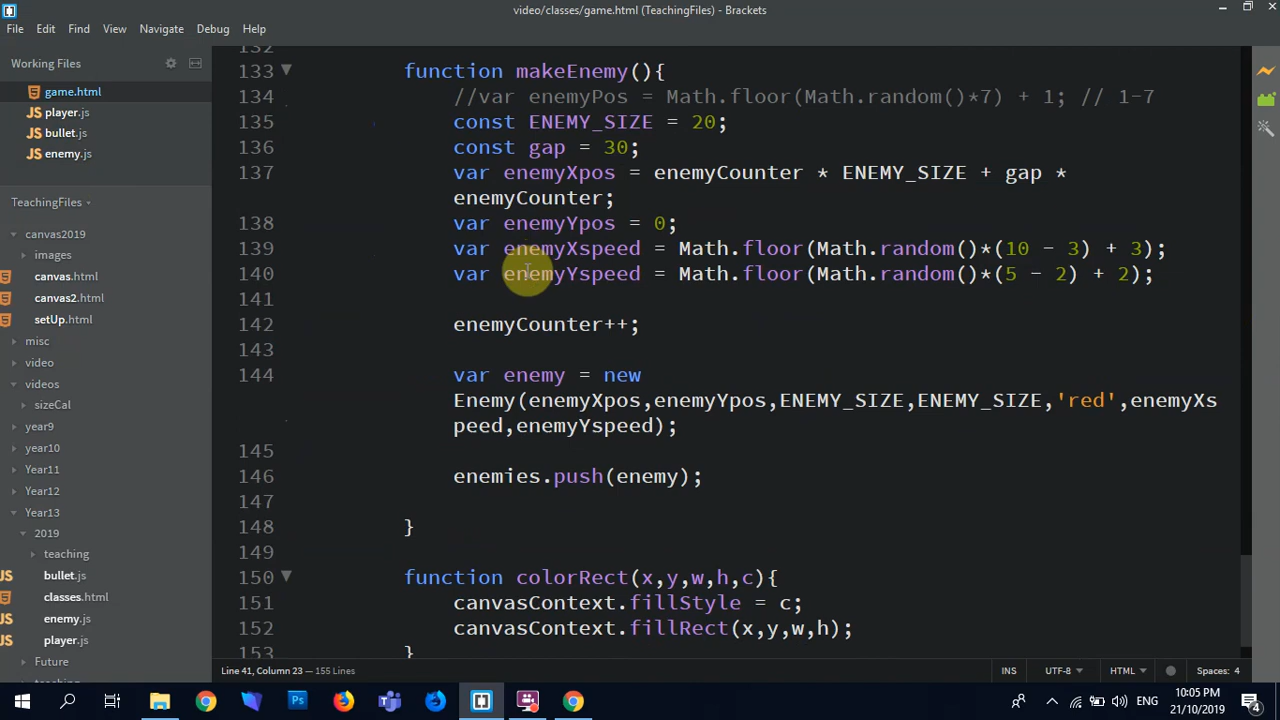 video/classes/game.html (TeachingFiles) - Brackets
File Edit Find View Navigate Debug Help
Working Files
game.html
player.js
bullet.js
enemy.js
TeachingFiles
canvas2019
images
canvas.html
canvas2.html
setUp.html
misc
video
videos
sizeCal
year9
year10
Year11
Year12
Year13
2019
teaching
JS bullet.js
classes.html
JS enemy.js
JS player.js
Future
132
133 function makeEnemy(){
134 //var enemyPos = Math.floor(Math.random()*7) + 1; // 1-7
135 const ENEMY_SIZE = 20;
136 const gap = 30;
137 var enemyXpos = enemyCounter * ENEMY_SIZE + gap *
enemyCounter;
138 var enemyYpos = 0;
139 var enemyXspeed = Math.floor(Math.random()*(10 - 3) + 3);
140 var enemyYspeed = Math.floor(Math.random()*(5 - 2) + 2);
141
142 enemyCounter++;
143
144 var enemy = new
Enemy(enemyXpos,enemyYpos,ENEMY_SIZE,ENEMY_SIZE,'red',enemyXs
peed,enemyYspeed);
145
146 enemies.push(enemy);
147
148 }
149
150 function colorRect(x,y,w,h,c){
151 canvasContext.fillStyle = c;
152 canvasContext.fillRect(x,y,w,h);
153 }
Line 41, Column 23 — 155 Lines
INS UTF-8 HTML Spaces: 4
ENG
10:05 PM
21/10/2019
4